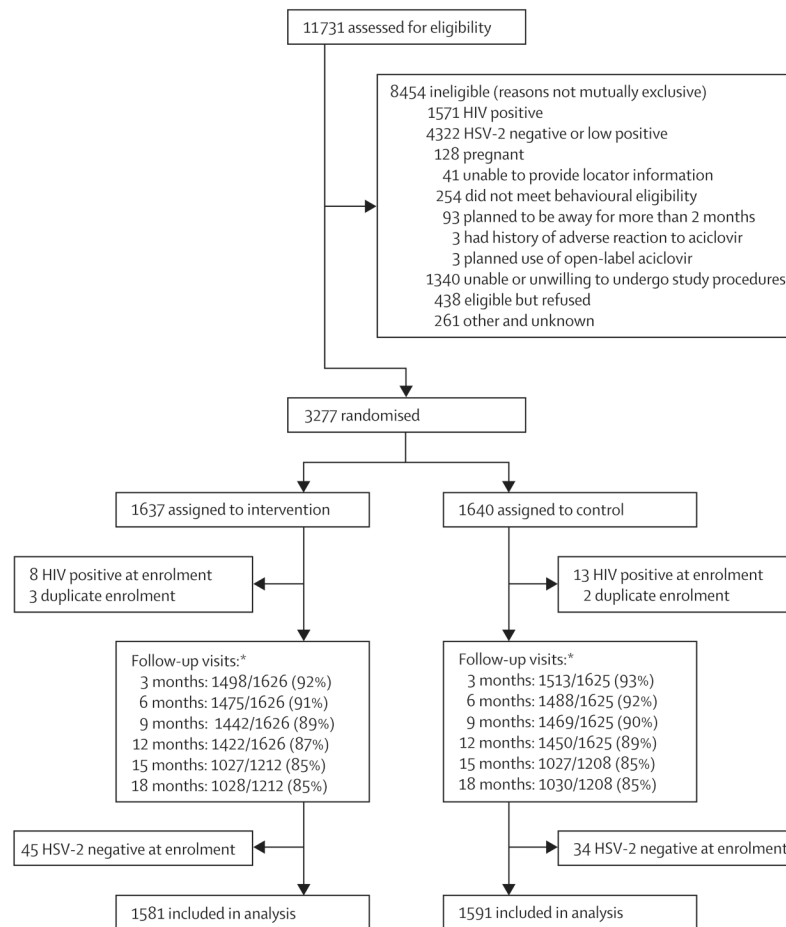 11731 assessed for eligibility
8454 ineligible (reasons not mutually exclusive)
1571 HIV positive
4322 HSV-2 negative or low positive
128 pregnant
41 unable to provide locator information
254 did not meet behavioural eligibility
93 planned to be away for more than 2 months
3 had history of adverse reaction to aciclovir
3 planned use of open-label aciclovir
1340 unable or unwilling to undergo study procedures
438 eligible but refused
261 other and unknown
3277 randomised
1637 assigned to intervention
1640 assigned to control
8 HIV positive at enrolment
3 duplicate enrolment
13 HIV positive at enrolment
2 duplicate enrolment
Follow-up visits:*
3 months: 1498/1626 (92%)
6 months: 1475/1626 (91%)
9 months: 1442/1626 (89%)
12 months: 1422/1626 (87%)
15 months: 1027/1212 (85%)
18 months: 1028/1212 (85%)
Follow-up visits:*
3 months: 1513/1625 (93%)
6 months: 1488/1625 (92%)
9 months: 1469/1625 (90%)
12 months: 1450/1625 (89%)
15 months: 1027/1208 (85%)
18 months: 1030/1208 (85%)
45 HSV-2 negative at enrolment
34 HSV-2 negative at enrolment
1581 included in analysis
1591 included in analysis